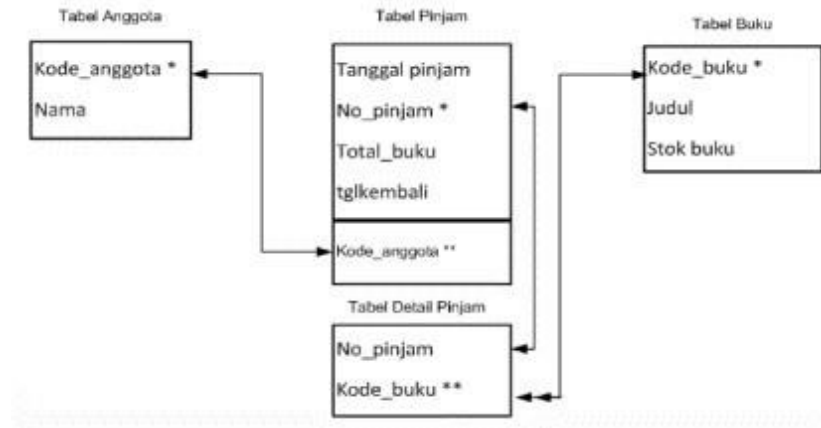 Tabel Anggota
Kode_anggota *
Nama
Tabel Pinjam
Tanggal pinjam
No_pinjam *
Total_buku
tglkembali
Kode_anggota **
Tabel Detail Pinjam
No_pinjam
Kode_buku **
Tabel Buku
Kode_buku *
Judul
Stok buku